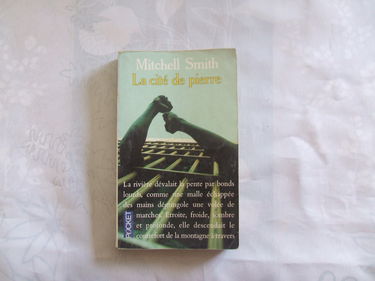 Mitchell Smith
La cité de pierre
La rivière dévalait la pente par bonds
lourds, comme une malle échappée
des mains dégringole une volée de
marches. Étroite, froide, sombre
et profonde, elle descendait le
contrefort de la montagne à travers
POCKET